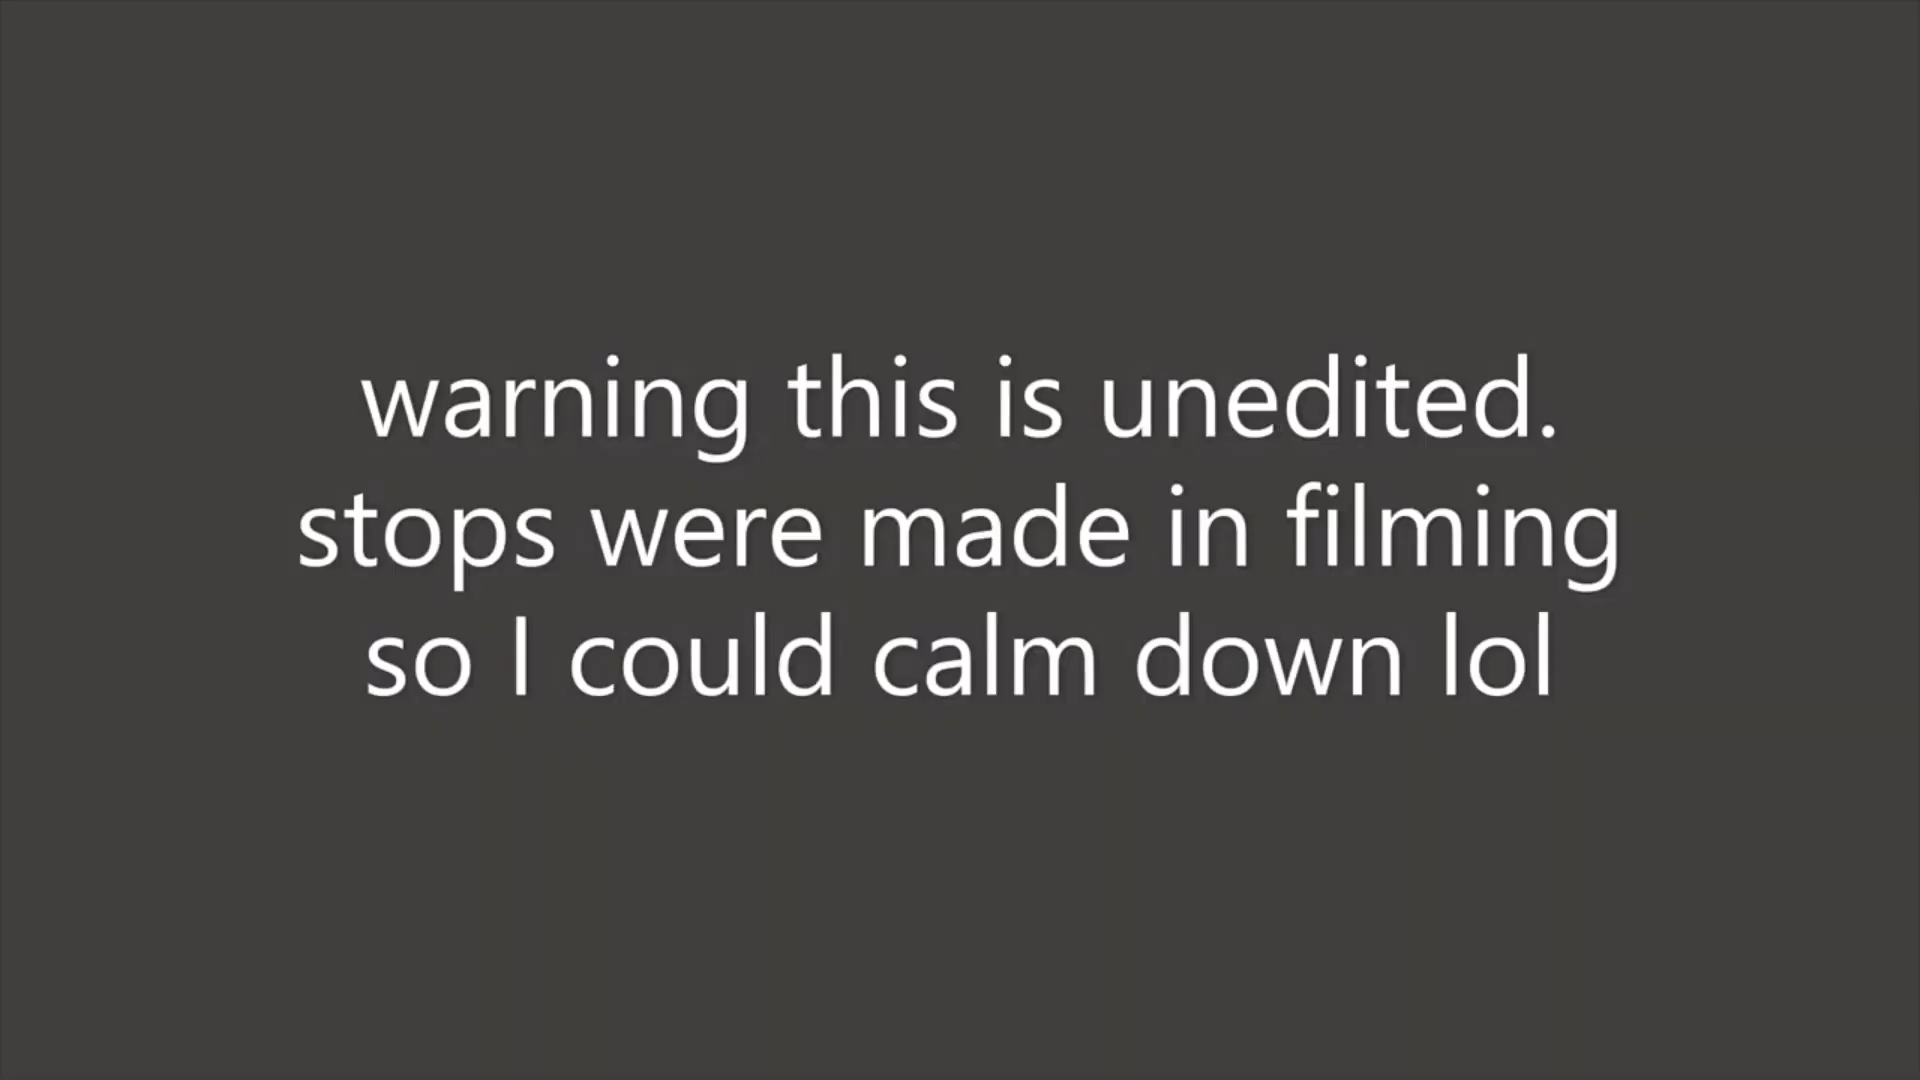 warning this is unedited.
stops were made in filming
so I could calm down lol